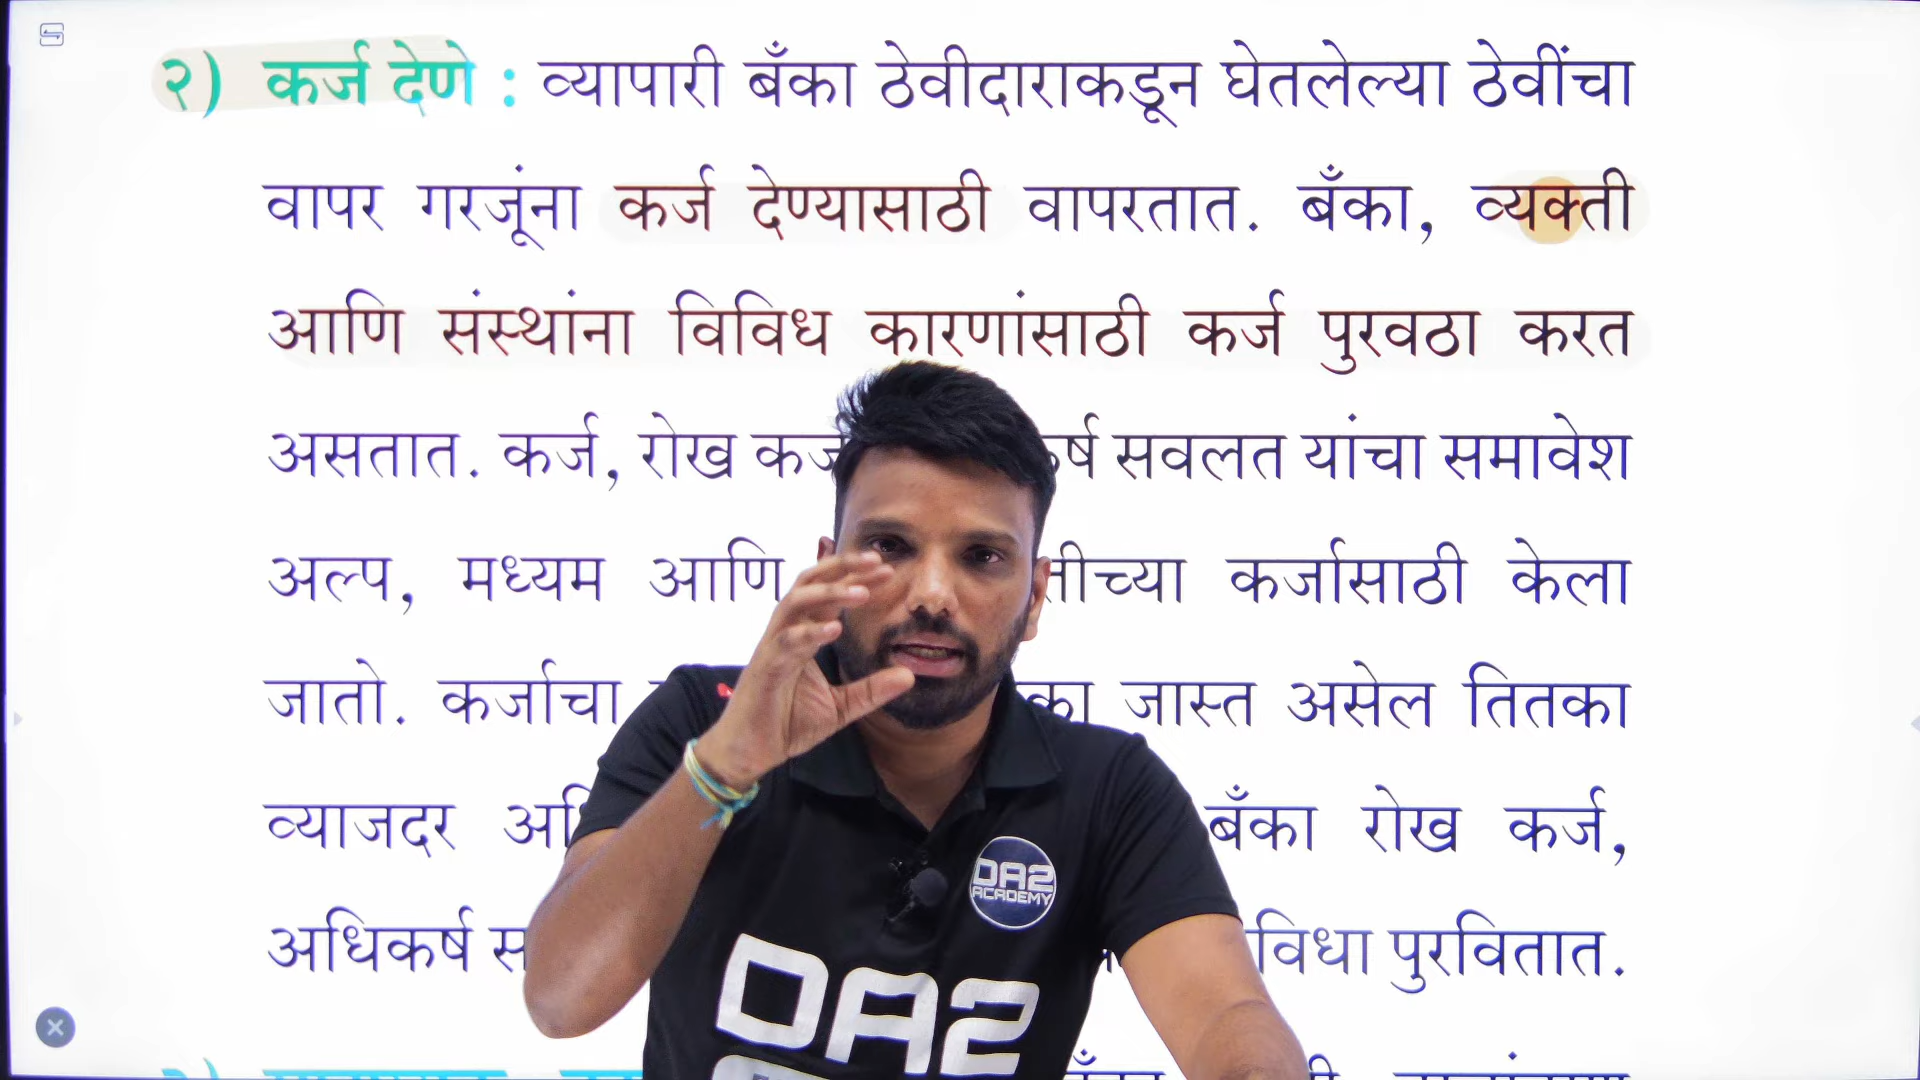 २) कर्ज देणे : व्यापारी बँका ठेवीदाराकडून घेतलेल्या ठेवींचा
वापर गरजूंना कर्ज देण्यासाठी वापरतात. बँका, व्यक्ती
आणि संस्थांना विविध कारणांसाठी कर्ज पुरवठा करत
असतात. कर्ज, रोख सवलत यांचा समावेश
अल्प, मध्यम आणि कर्जासाठी केला
जातो. कर्जाचा जास्त असेल तितका
व्याजदर बँका रोख कर्ज,
अधिकर्ष पुरवितात.
DA2
ACADEMY
DA2